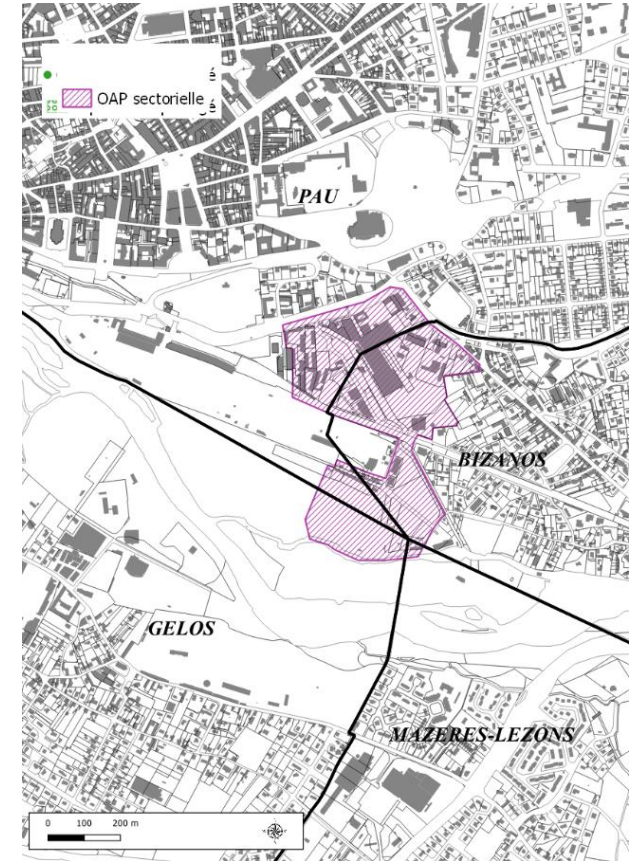 OAP sectorielle
PAU
BIZANOS
GELOS
MAZERES-LEZONS
0 100 200 m